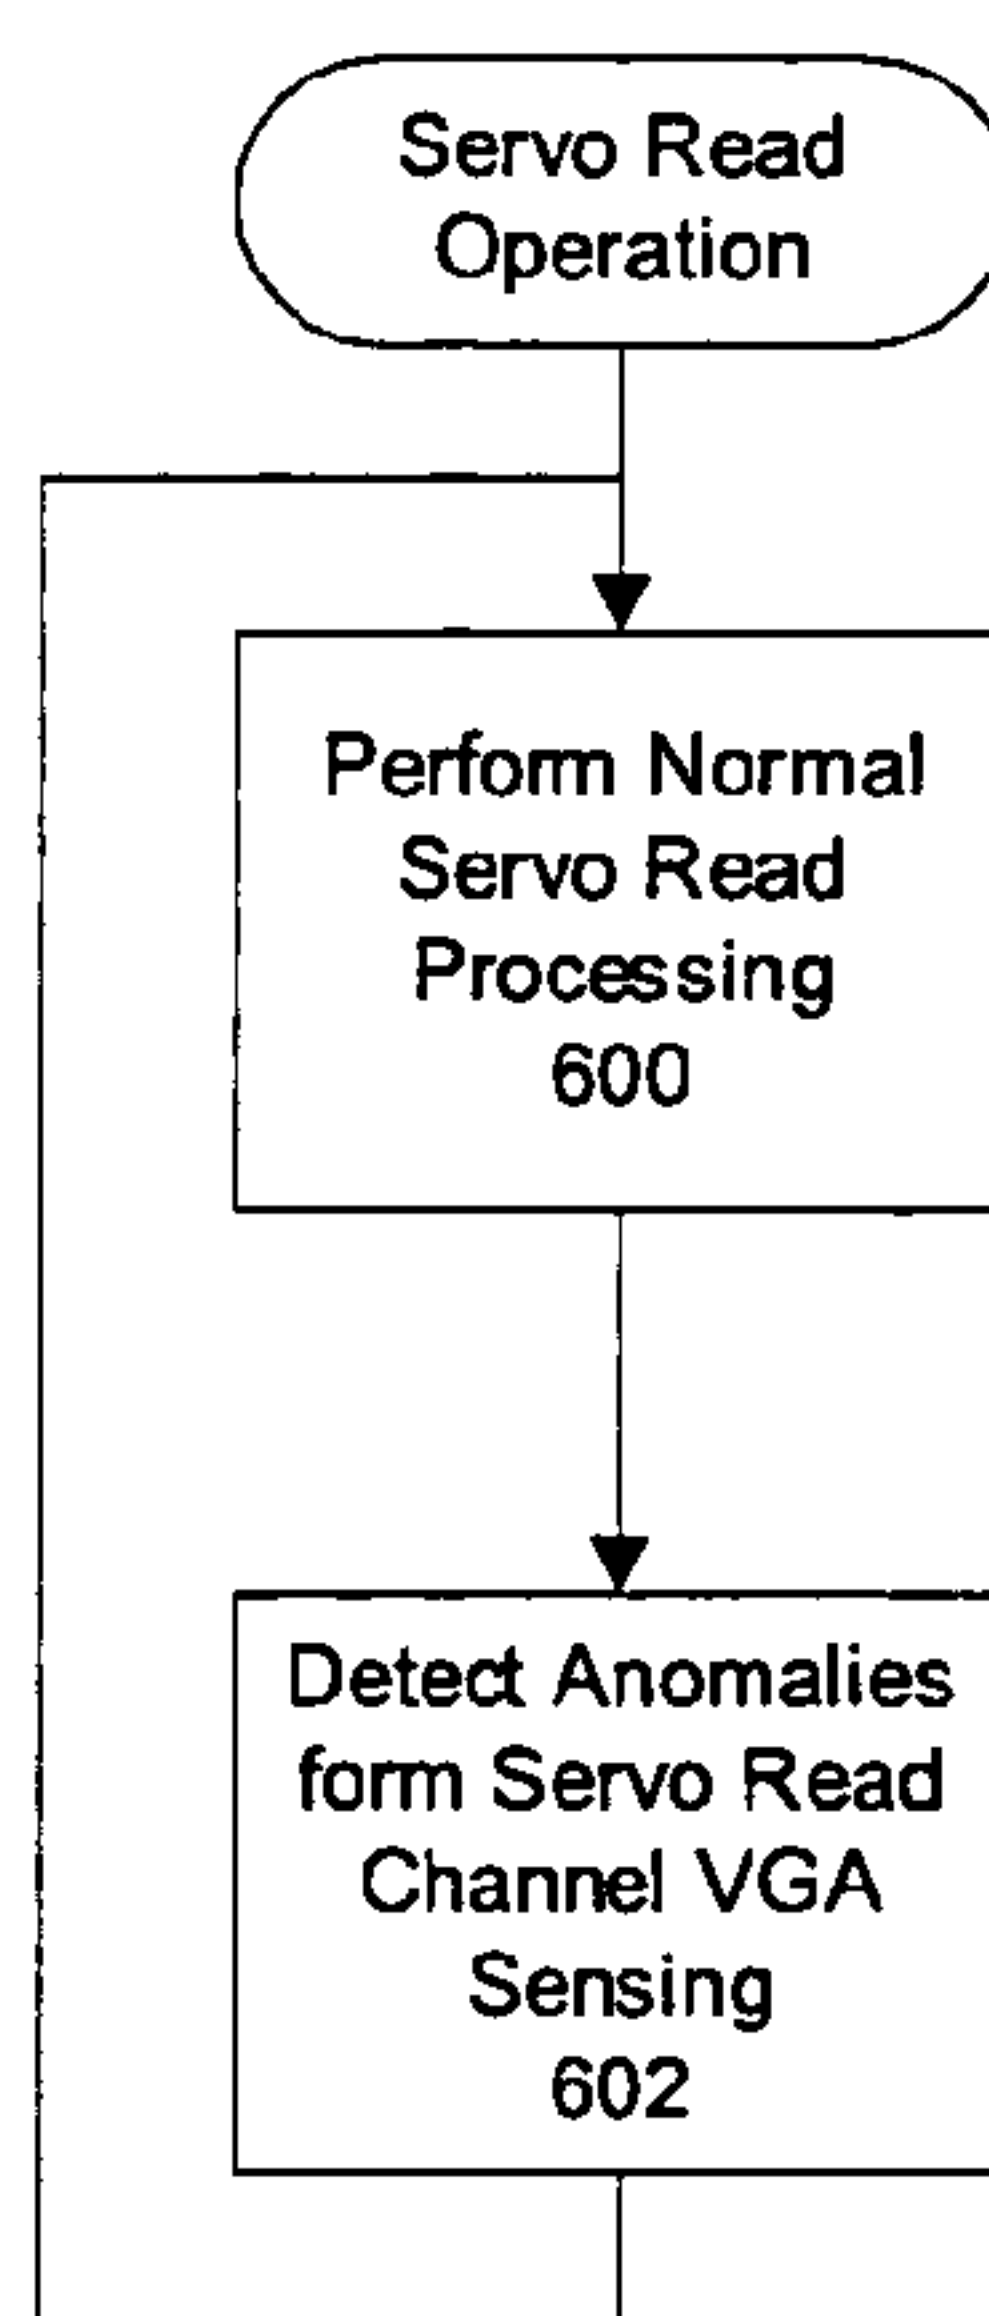 Servo Read
Operation
Perform Normal
Servo Read
Processing
600
Detect Anomalies
form Servo Read
Channel VGA
Sensing
602